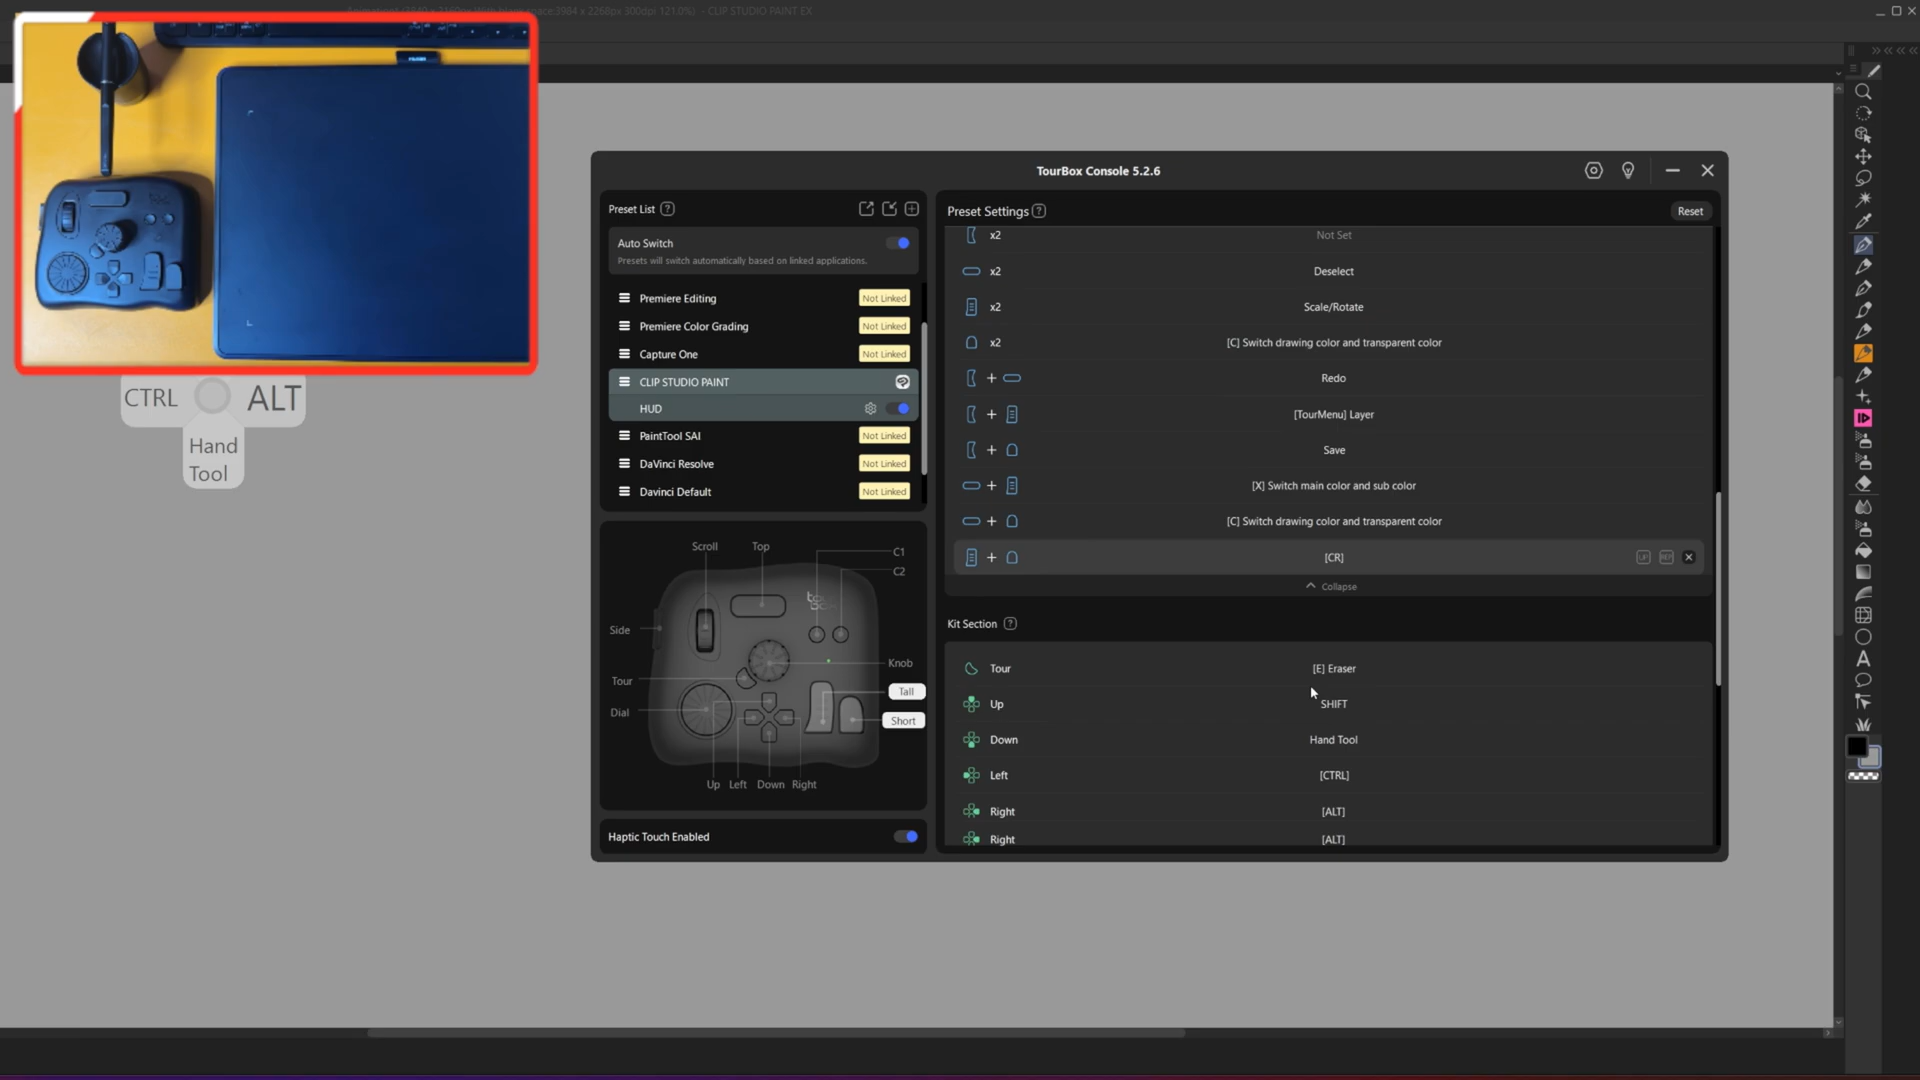 CLIP STUDIO PAINT EX
CTRL
ALT
Hand
Tool
TourBox Console 5.2.6
Preset List ?
Auto Switch
Presets will switch automatically based on linked applications.
Premiere Editing Not Linked
Premiere Color Grading Not Linked
Capture One Not Linked
CLIP STUDIO PAINT
HUD
PaintTool SAI Not Linked
DaVinci Resolve Not Linked
Davinci Default Not Linked
Scroll Top
C1
C2
Side
Knob
Tour
Tall
Dial
Short
Up Left Down Right
Haptic Touch Enabled
Preset Settings ?
Reset
x2 Not Set
x2 Deselect
x2 Scale/Rotate
x2 [C] Switch drawing color and transparent color
+ Redo
+ [TourMenu] Layer
+ Save
+ [X] Switch main color and sub color
+ [C] Switch drawing color and transparent color
+ [CR]
Collapse
Kit Section ?
Tour [E] Eraser
Up SHIFT
Down Hand Tool
Left [CTRL]
Right [ALT]
Right [ALT]